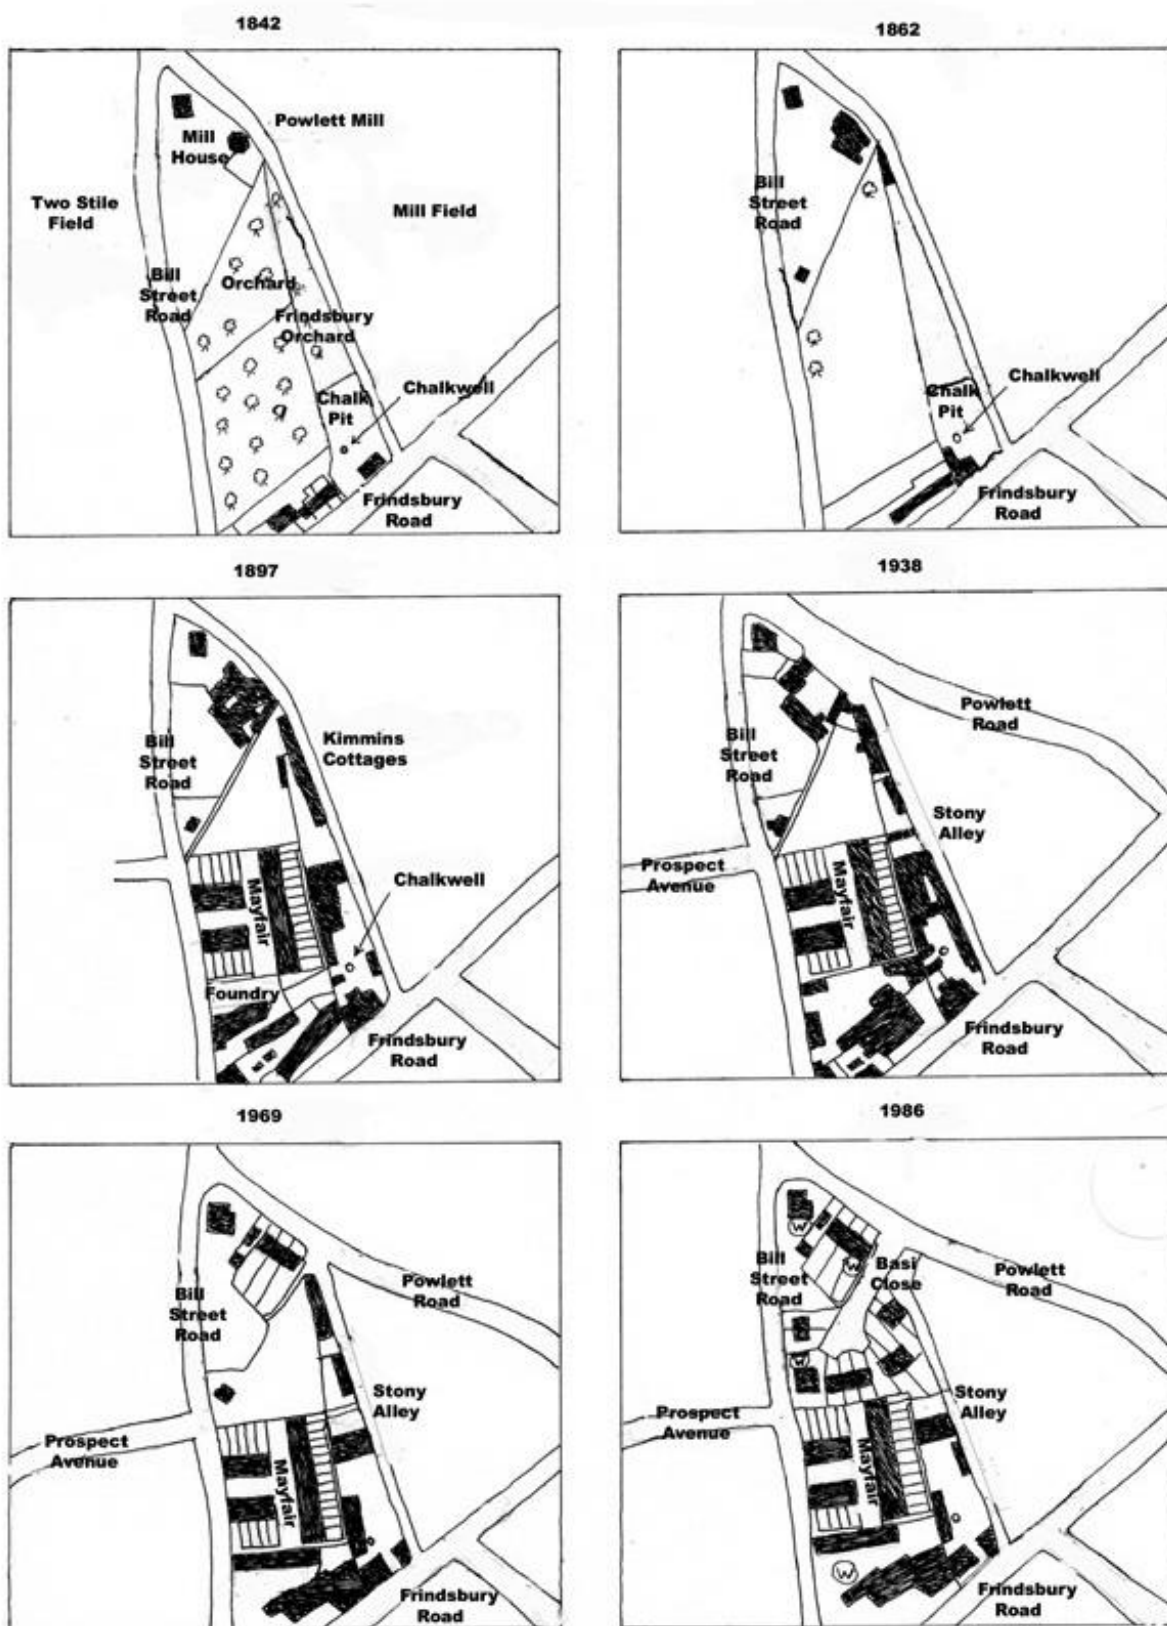 1842
Powlett Mill
Mill
House
Two Stile
Field
Mill Field
Bill
Street
Road
Orchard
Frindsbury
Orchard
Chalkwell
Chalk
Pit
Frindsbury
Road
1862
Bill
Street
Road
Chalkwell
Chalk
Pit
Frindsbury
Road
1897
Kimmins
Cottages
Bill
Street
Road
Mayfair
Chalkwell
Foundry
Frindsbury
Road
1938
Powlett
Road
Bill
Street
Road
Stony
Alley
Prospect
Avenue
Mayfair
Frindsbury
Road
1969
Powlett
Road
Bill
Street
Road
Stony
Alley
Prospect
Avenue
Mayfair
Frindsbury
Road
1986
W
Bill
Street
Road
Basi
Close
W
Powlett
Road
W
Stony
Alley
Prospect
Avenue
Mayfair
W
Frindsbury
Road